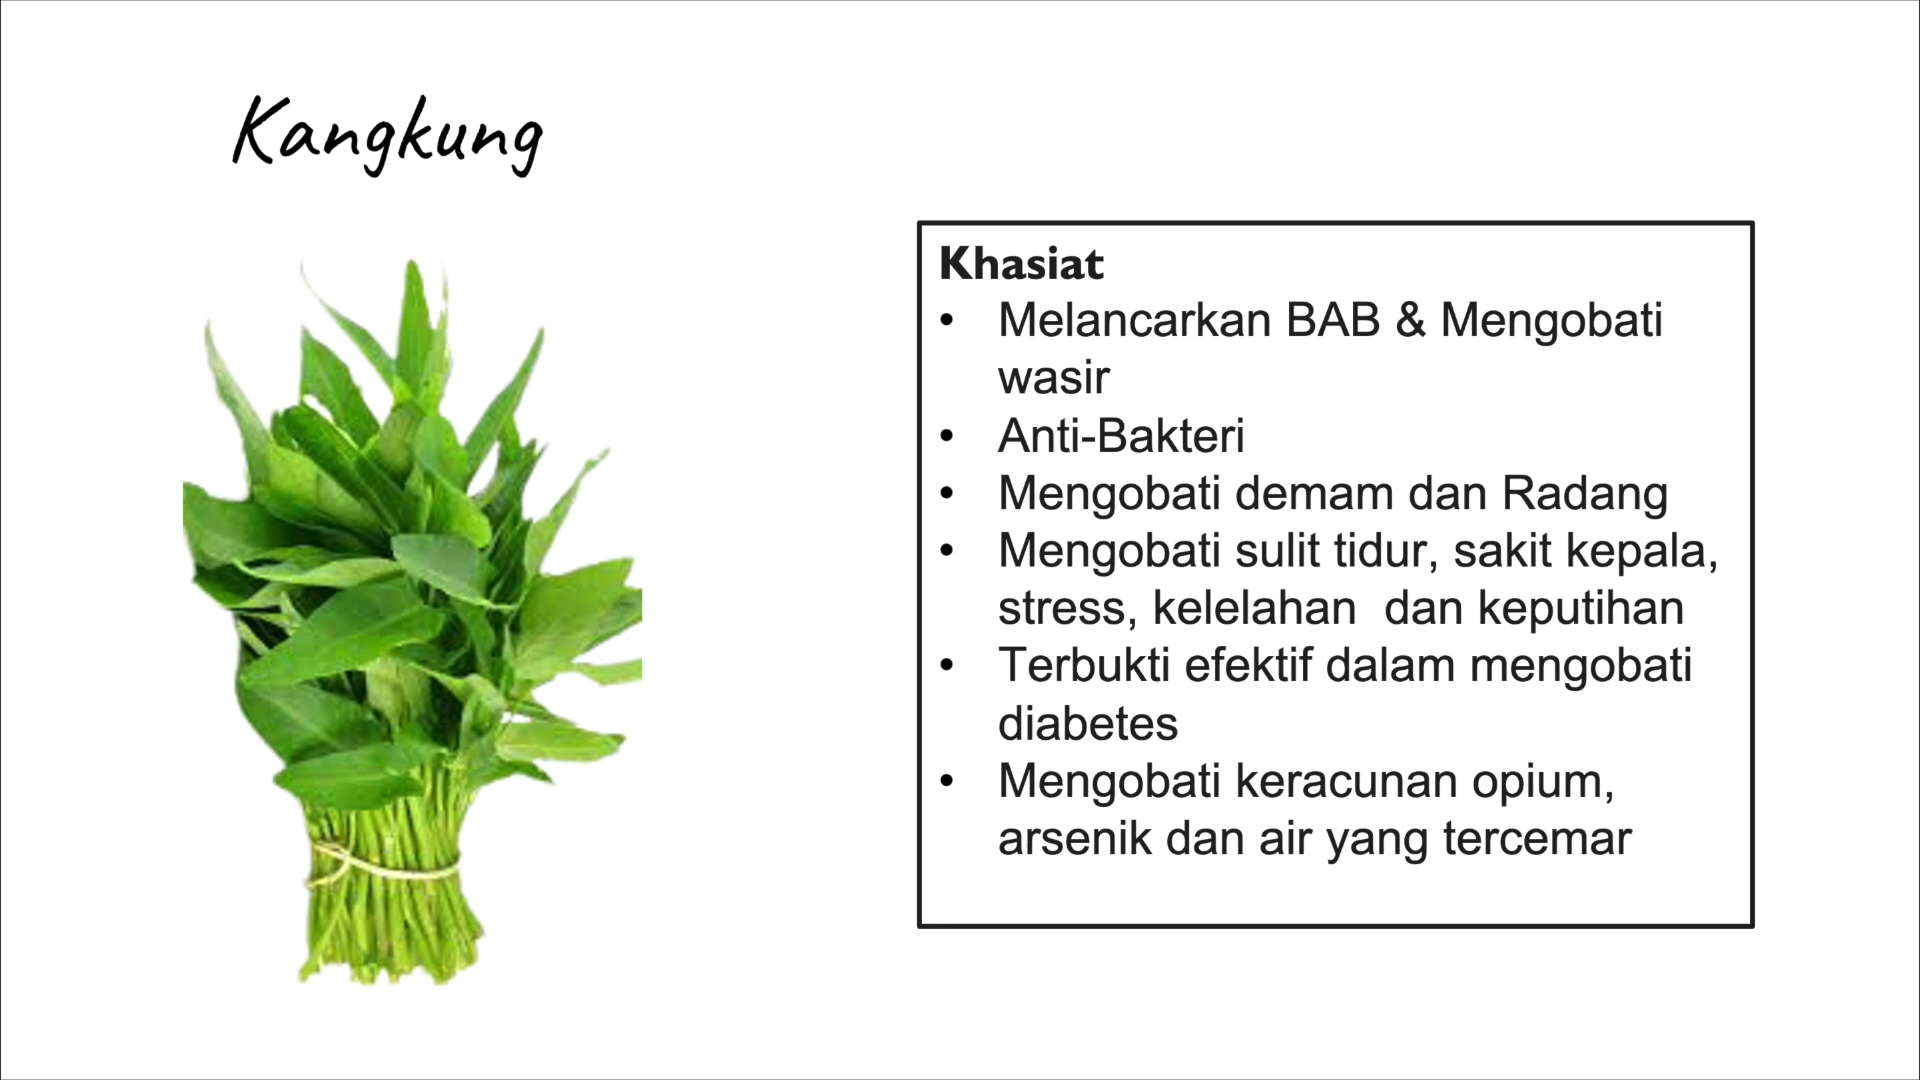 Kangkung
Khasiat
• Melancarkan BAB & Mengobati
wasir
• Anti-Bakteri
• Mengobati demam dan Radang
• Mengobati sulit tidur, sakit kepala,
stress, kelelahan  dan keputihan
• Terbukti efektif dalam mengobati
diabetes
• Mengobati keracunan opium,
arsenik dan air yang tercemar